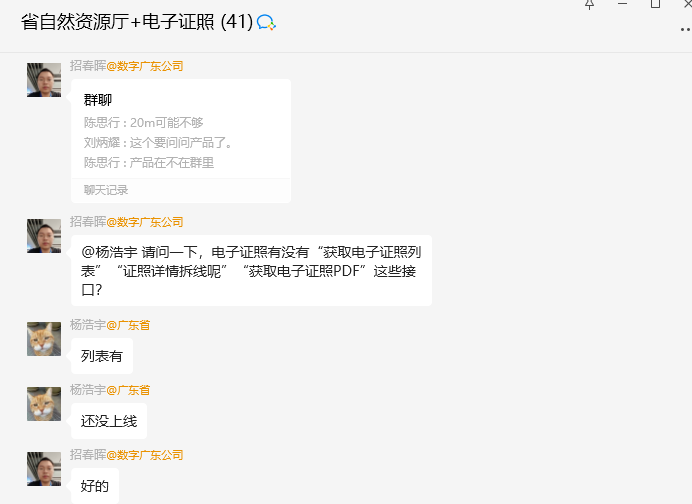 省自然资源厅+电子证照 (41)
招春晖@数字广东公司
群聊
陈思行 : 20m可能不够
刘炳耀 : 这个要问问产品了。
陈思行 : 产品在不在群里
聊天记录
招春晖@数字广东公司
@杨浩宇 请问一下，电子证照有没有“获取电子证照列
表”“证照详情拆线呢”“获取电子证照PDF”这些接
口？
杨浩宇@广东省
列表有
杨浩宇@广东省
还没上线
招春晖@数字广东公司
好的